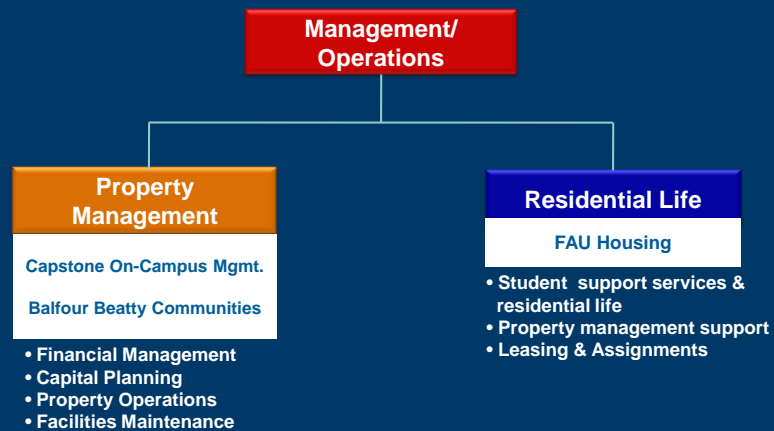 Management/
Operations
Property
Management
Capstone On-Campus Mgmt.
Balfour Beatty Communities
• Financial Management
• Capital Planning
• Property Operations
• Facilities Maintenance
Residential Life
FAU Housing
• Student support services &
residential life
• Property management support
• Leasing & Assignments